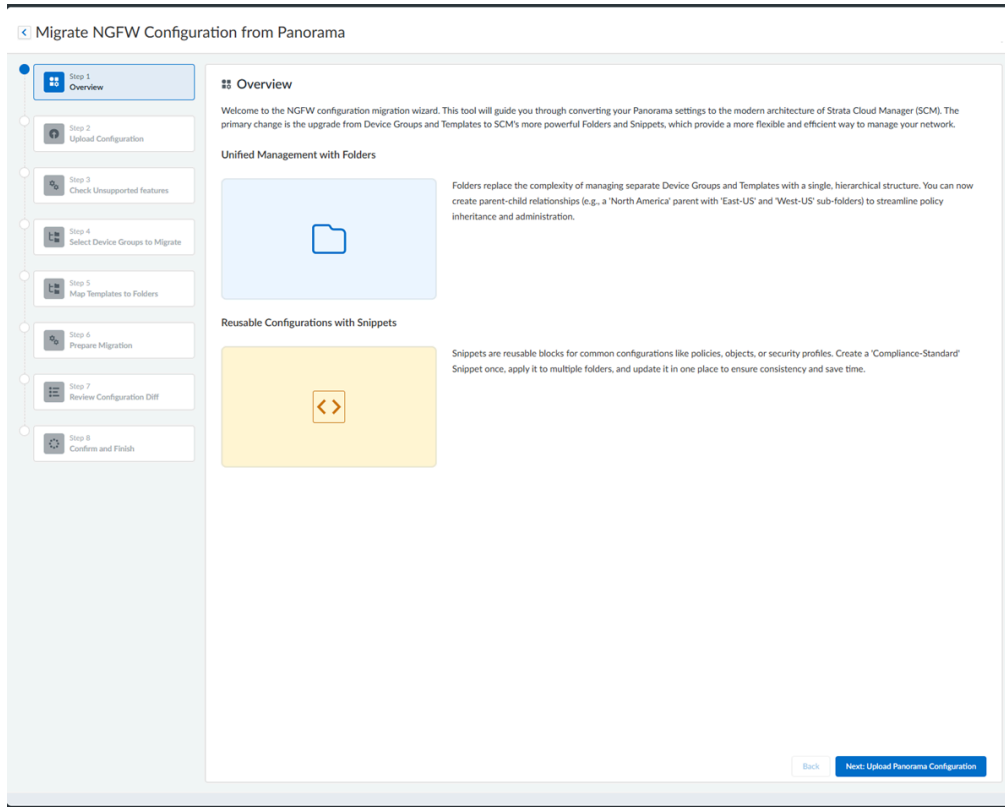 Migrate NGFW Configuration from Panorama
Step 1
Overview
Step 2
Upload Configuration
Step 3
Check Unsupported features
Step 4
Select Device Groups to Migrate
Step 5
Map Templates to Folders
Step 6
Prepare Migration
Step 7
Review Configuration Diff
Step 8
Confirm and Finish
Overview
Welcome to the NGFW configuration migration wizard. This tool will guide you through converting your Panorama settings to the modern architecture of Strata Cloud Manager (SCM). The
primary change is the upgrade from Device Groups and Templates to SCM's more powerful Folders and Snippets, which provide a more flexible and efficient way to manage your network.
Unified Management with Folders
Folders replace the complexity of managing separate Device Groups and Templates with a single, hierarchical structure. You can now
create parent-child relationships (e.g., a 'North America' parent with 'East-US' and 'West-US' sub-folders) to streamline policy
inheritance and administration.
Reusable Configurations with Snippets
Snippets are reusable blocks for common configurations like policies, objects, or security profiles. Create a 'Compliance-Standard'
Snippet once, apply it to multiple folders, and update it in one place to ensure consistency and save time.
Back
Next: Upload Panorama Configuration